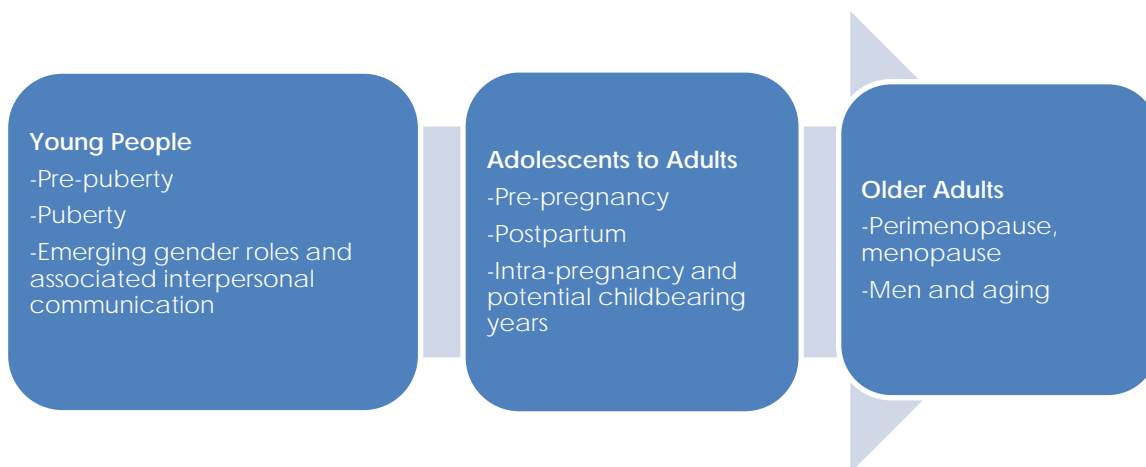 Young People
-Pre-puberty
-Puberty
-Emerging gender roles and
associated interpersonal
communication
Adolescents to Adults
-Pre-pregnancy
-Postpartum
-Intra-pregnancy and
potential childbearing
years
Older Adults
-Perimenopause,
menopause
-Men and aging